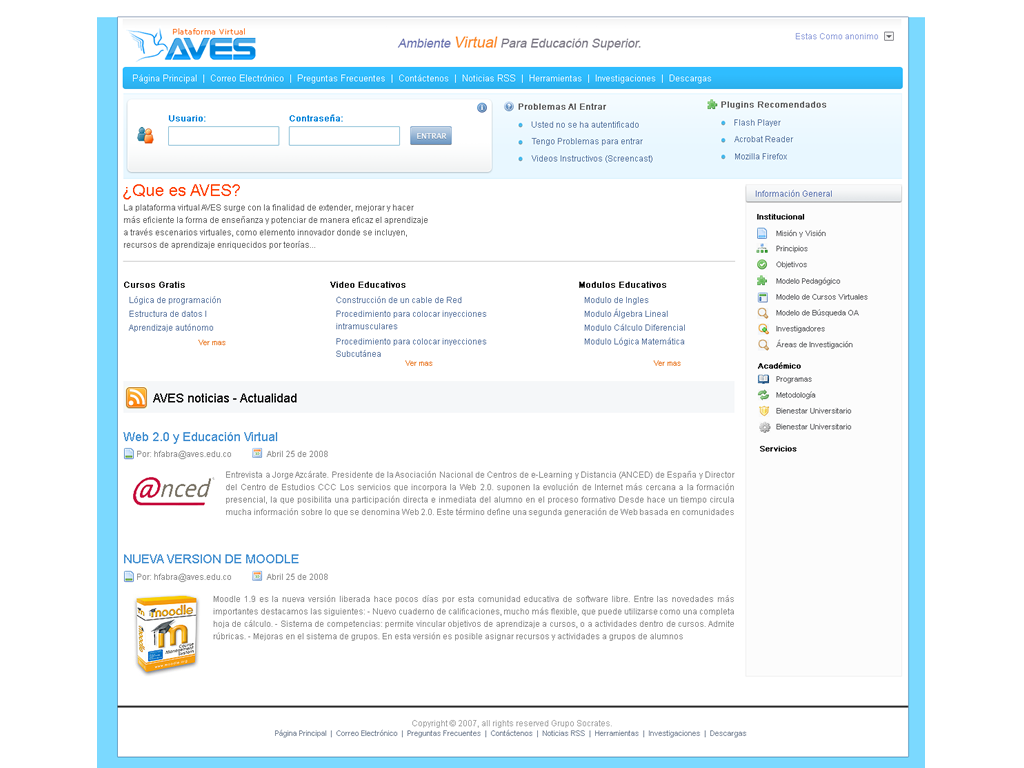 Plataforma Virtual
AVES
Ambiente Virtual Para Educación Superior.
Estas Como anonimo
Página Principal | Correo Electrónico | Preguntas Frecuentes | Contáctenos | Noticias RSS | Herramientas | Investigaciones | Descargas
Usuario:
Contraseña:
ENTRAR
Problemas Al Entrar
Usted no se ha autentificado
Tengo Problemas para entrar
Videos Instructivos (Screencast)
Plugins Recomendados
Flash Player
Acrobat Reader
Mozilla Firefox
¿Que es AVES?
La plataforma virtual AVES surge con la finalidad de extender, mejorar y hacer
más eficiente la forma de enseñanza y potenciar de manera eficaz el aprendizaje
a través escenarios virtuales, como elemento innovador donde se incluyen,
recursos de aprendizaje enriquecidos por teorías...
Cursos Gratis
Lógica de programación
Estructura de datos I
Aprendizaje autónomo
Ver mas
Video Educativos
Construcción de un cable de Red
Procedimiento para colocar inyecciones
intramusculares
Procedimiento para colocar inyecciones
Subcutánea
Ver mas
Modulos Educativos
Modulo de Ingles
Modulo Álgebra Lineal
Modulo Cálculo Diferencial
Modulo Lógica Matemática
Ver mas
AVES noticias - Actualidad
Web 2.0 y Educación Virtual
Por: hfabra@aves.edu.co Abril 25 de 2008
@nced
Entrevista a Jorge Azcárate. Presidente de la Asociación Nacional de Centros de e-Learning y Distancia (ANCED) de España y Director
del Centro de Estudios CCC Los servicios que incorpora la Web 2.0. suponen la evolución de Internet más cercana a la formación
presencial, la que posibilita una participación directa e inmediata del alumno en el proceso formativo Desde hace un tiempo circula
mucha información sobre lo que se denomina Web 2.0. Este término define una segunda generación de Web basada en comunidades
NUEVA VERSION DE MOODLE
Por: hfabra@aves.edu.co Abril 25 de 2008
moodle
m
Moodle 1.9 es la nueva versión liberada hace pocos días por esta comunidad educativa de software libre. Entre las novedades más
importantes destacamos las siguientes: - Nuevo cuaderno de calificaciones, mucho más flexible, que puede utilizarse como una completa
hoja de cálculo. - Sistema de competencias: permite vincular objetivos de aprendizaje a cursos, o a actividades dentro de cursos. Admite
rúbricas. - Mejoras en el sistema de grupos. En esta versión es posible asignar recursos y actividades a grupos de alumnos
Información General
Institucional
Misión y Visión
Principios
Objetivos
Modelo Pedagógico
Modelo de Cursos Virtuales
Modelo de Búsqueda OA
Investigadores
Áreas de Investigación
Académico
Programas
Metodología
Bienestar Universitario
Bienestar Universitario
Servicios
Copyright © 2007, all rights reserved Grupo Socrates.
Página Principal | Correo Electrónico | Preguntas Frecuentes | Contáctenos | Noticias RSS | Herramientas | Investigaciones | Descargas